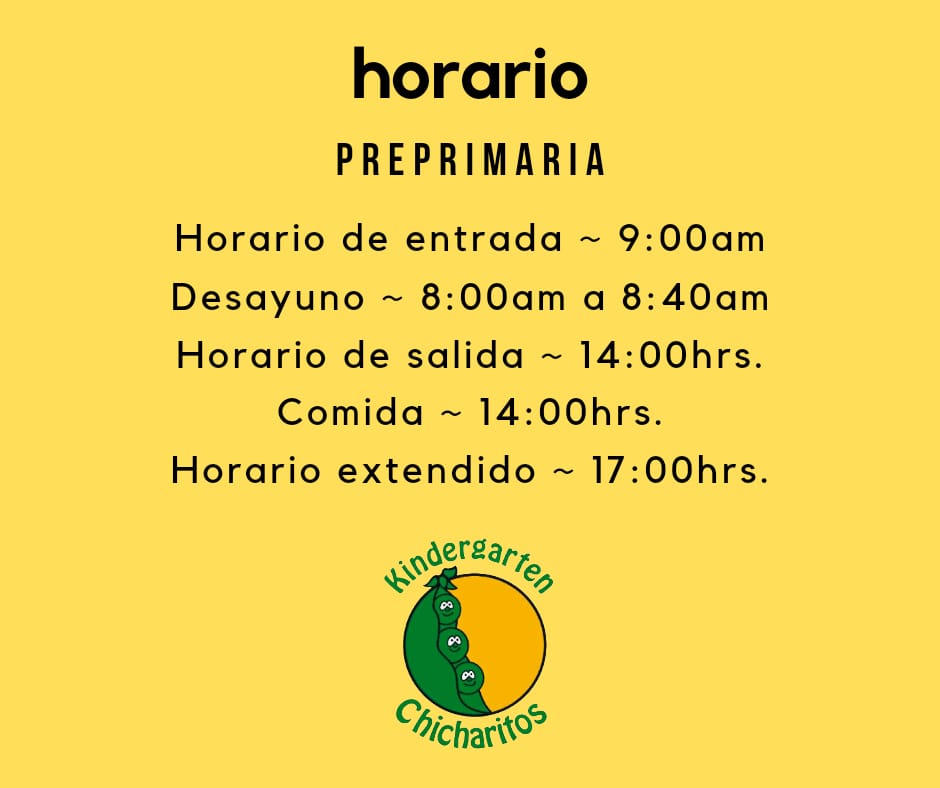 horario
PREPRIMARIA
Horario de entrada ~ 9:00am
Desayuno ~ 8:00am a 8:40am
Horario de salida ~ 14:00hrs.
Comida ~ 14:00hrs.
Horario extendido ~ 17:00hrs.
Kindergarten
Chicharitos